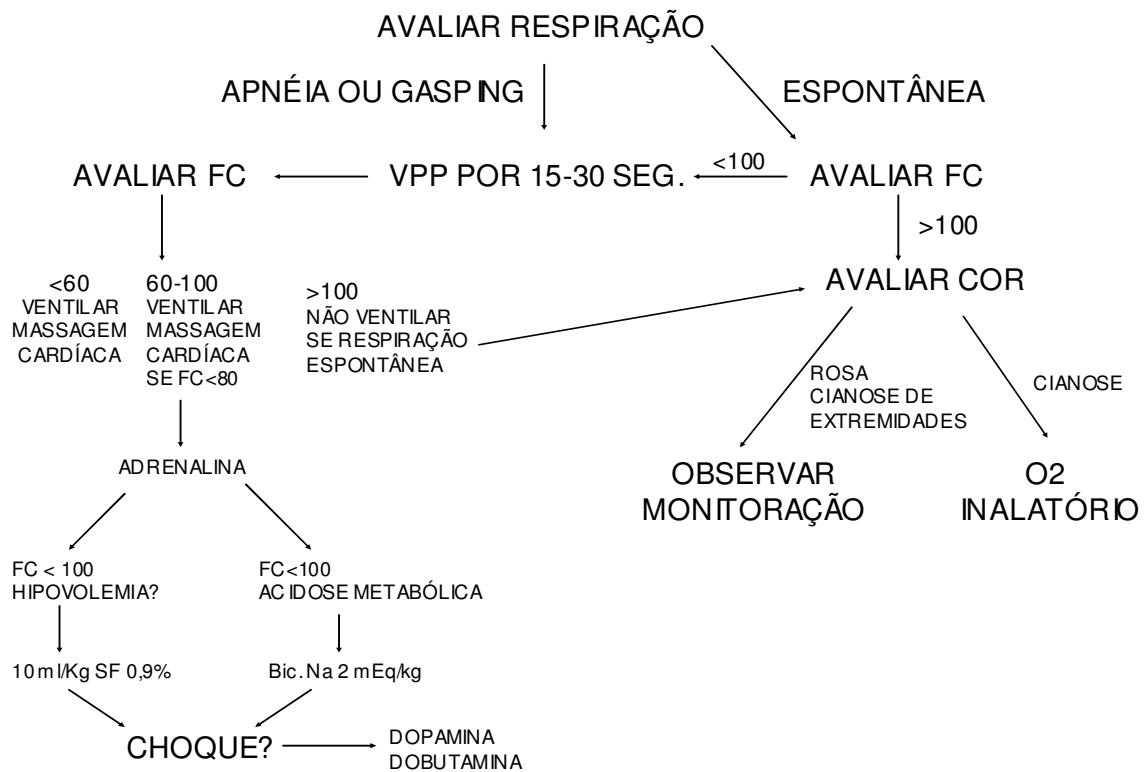 AVALIAR RESPIRAÇÃO
APNÉIA OU GASPING
ESPONTÂNEA
AVALIAR FC
VPP POR 15-30 SEG.
<100
AVALIAR FC
>100
<60
VENTILAR
MASSAGEM
CARDÍACA
60-100
VENTILAR
MASSAGEM
CARDÍACA
SE FC<80
>100
NÃO VENTILAR
SE RESPIRAÇÃO
ESPONTÂNEA
AVALIAR COR
ROSA
CIANOSE DE
EXTREMIDADES
CIANOSE
ADRENALINA
OBSERVAR
MONITORAÇÃO
O2
INALATÓRIO
FC < 100
HIPOVOLEMIA?
FC<100
ACIDOSE METABÓLICA
10ml/Kg SF 0,9%
Bic.Na 2 mEq/kg
CHOQUE?
DOPAMINA
DOBUTAMINA